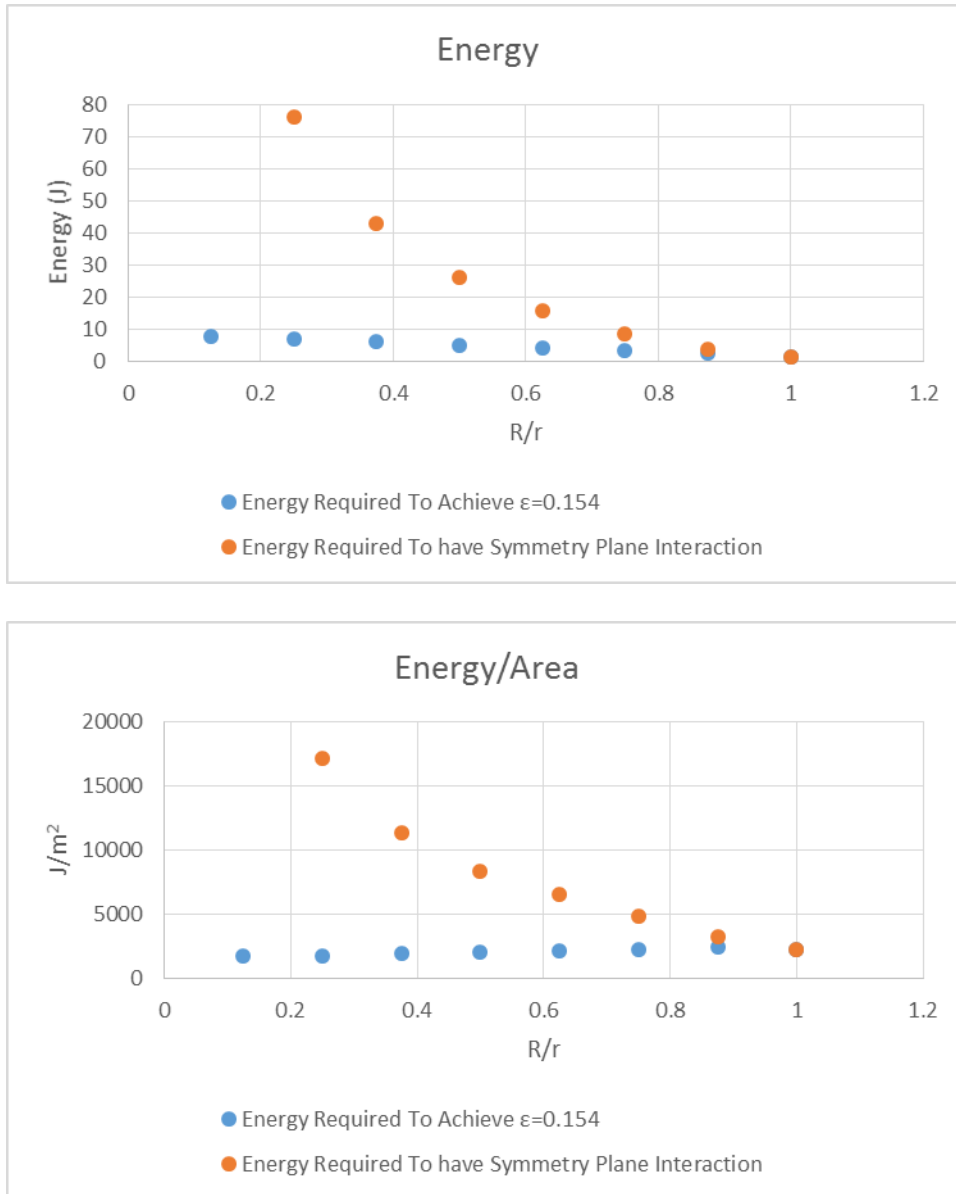 Energy
80
70
60
50
40
30
20
10
0
Energy (J)
0 0.2 0.4 0.6 0.8 1 1.2
R/r
Energy Required To Achieve ε=0.154
Energy Required To have Symmetry Plane Interaction
Energy/Area
20000
15000
10000
5000
0
J/m²
0 0.2 0.4 0.6 0.8 1 1.2
R/r
Energy Required To Achieve ε=0.154
Energy Required To have Symmetry Plane Interaction